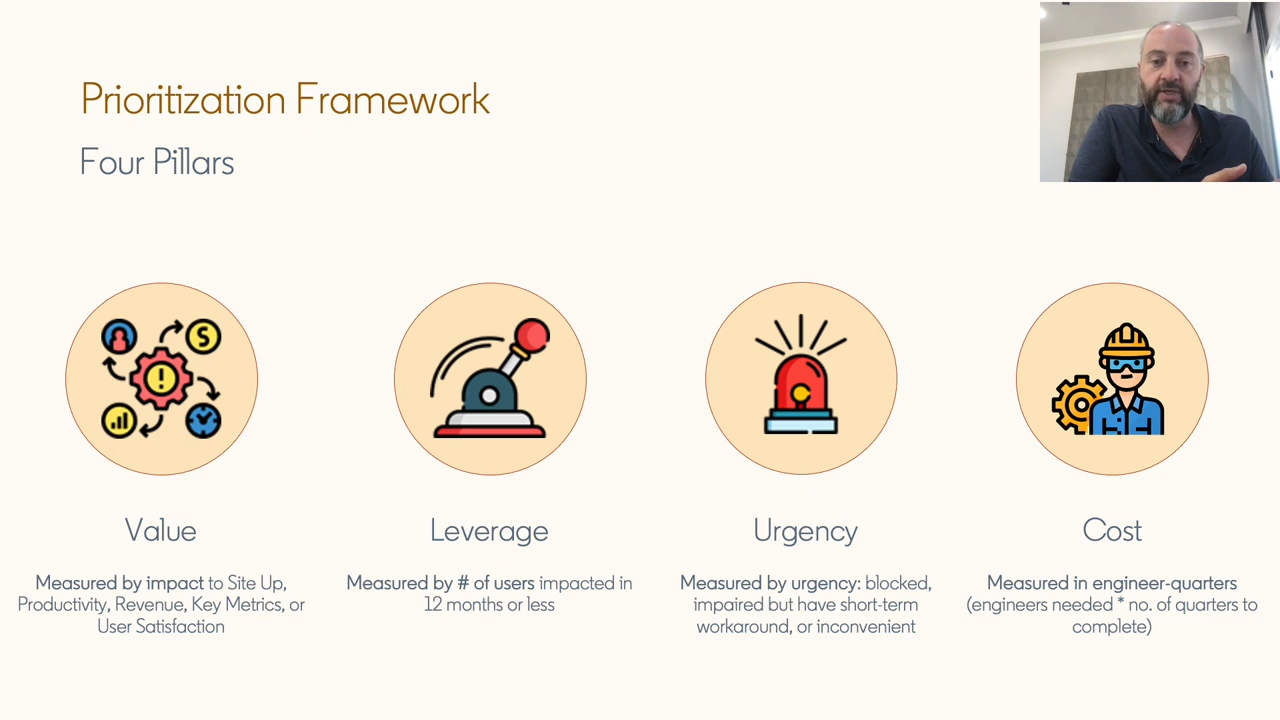 Prioritization Framework
Four Pillars
Value
Measured by impact to Site Up,
Productivity, Revenue, Key Metrics, or
User Satisfaction
Leverage
Measured by # of users impacted in
12 months or less
Urgency
Measured by urgency: blocked,
impaired but have short-term
workaround, or inconvenient
Cost
Measured in engineer-quarters
(engineers needed * no. of quarters to
complete)